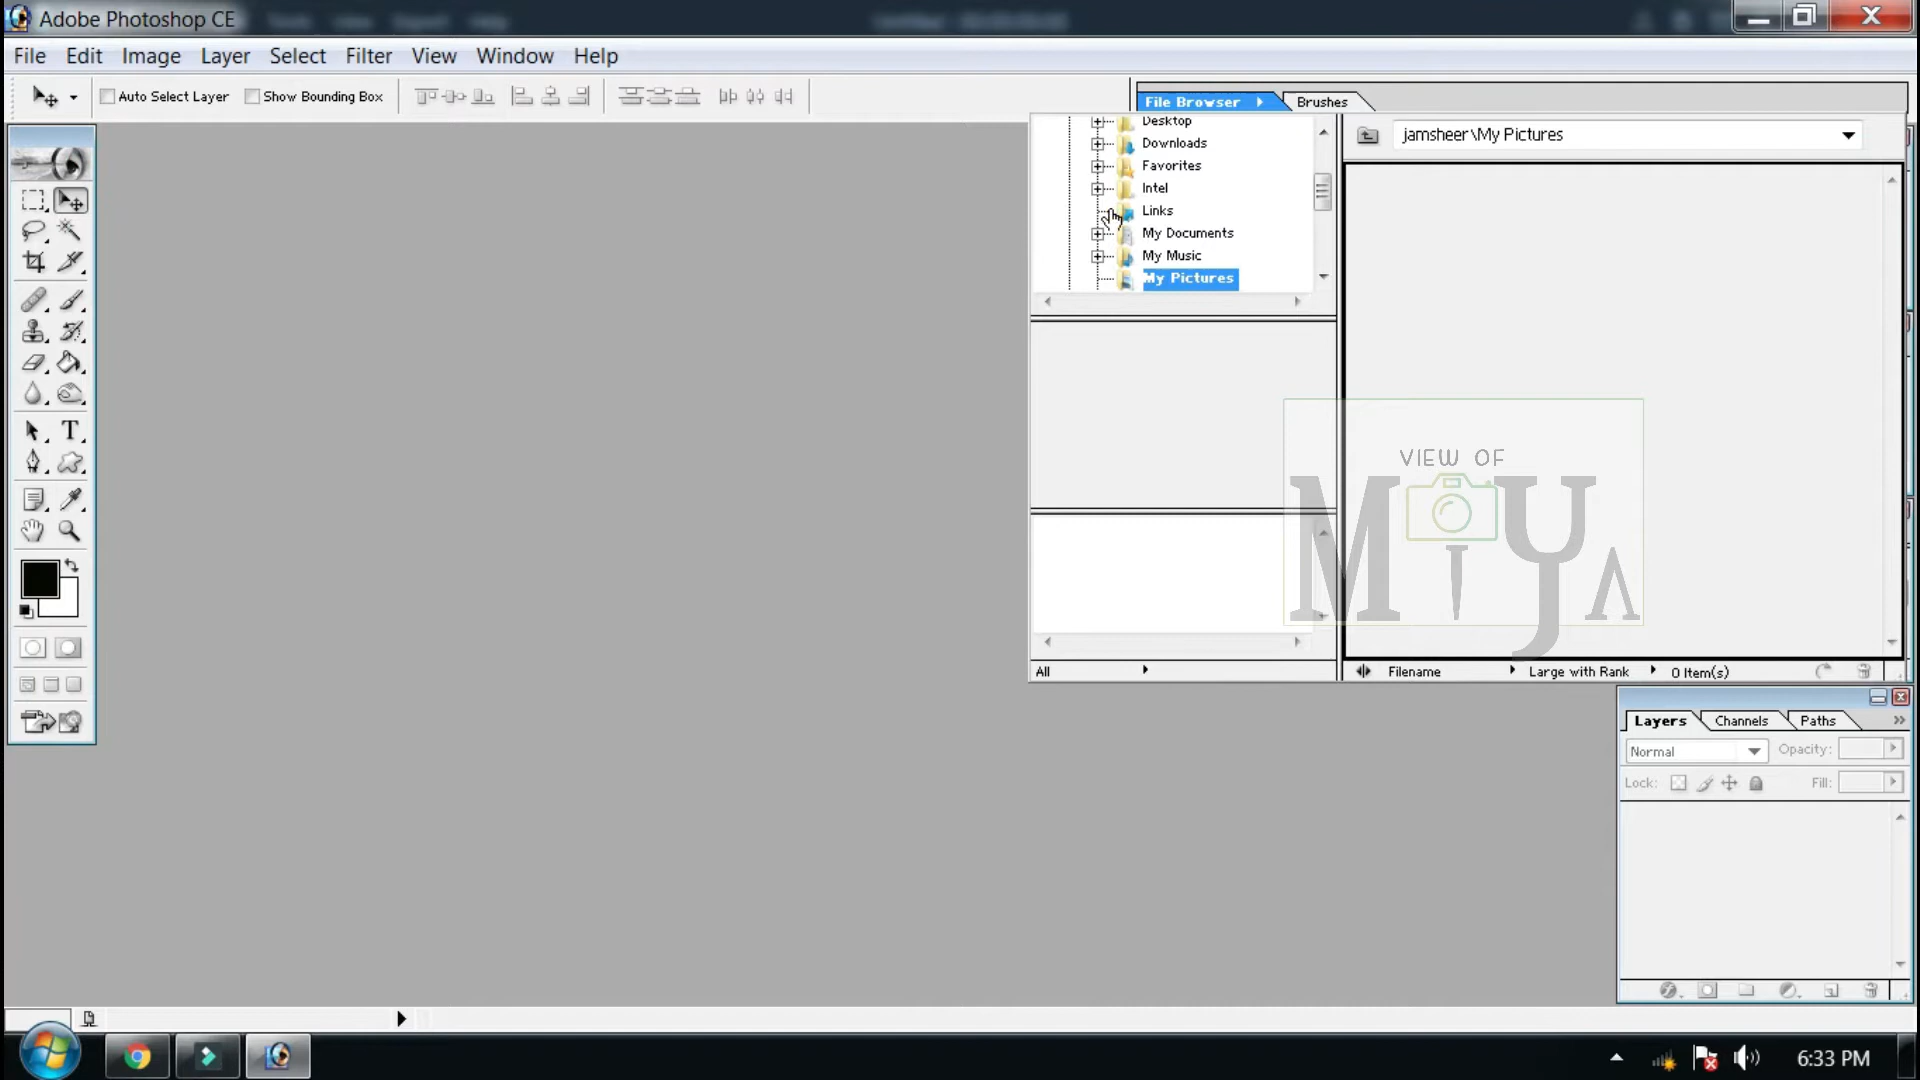 Adobe Photoshop CE
File Edit Image Layer Select Filter View Window Help
Auto Select Layer Show Bounding Box
File Browser Brushes
Desktop
Downloads
Favorites
Intel
Links
My Documents
My Music
My Pictures
jamsheer\My Pictures
VIEW OF
MiYA
All
Filename Large with Rank 0 Item(s)
Layers Channels Paths
Normal Opacity:
Lock: Fill:
6:33 PM